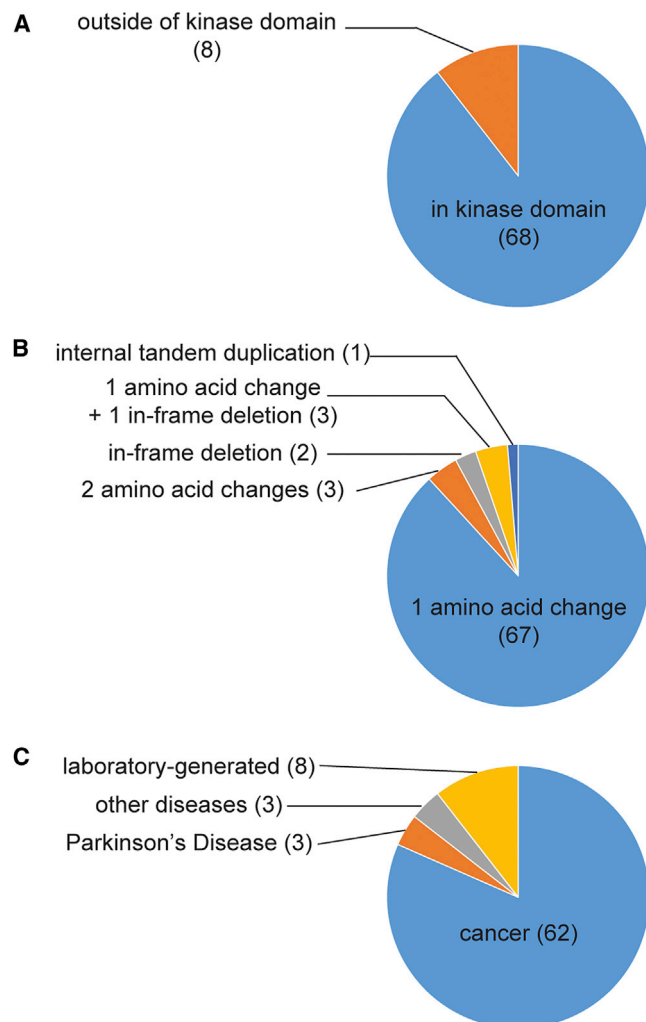 A
outside of kinase domain
(8)
in kinase domain
(68)
B
internal tandem duplication (1)
1 amino acid change
+ 1 in-frame deletion (3)
in-frame deletion (2)
2 amino acid changes (3)
1 amino acid change
(67)
C
laboratory-generated (8)
other diseases (3)
Parkinson’s Disease (3)
cancer (62)